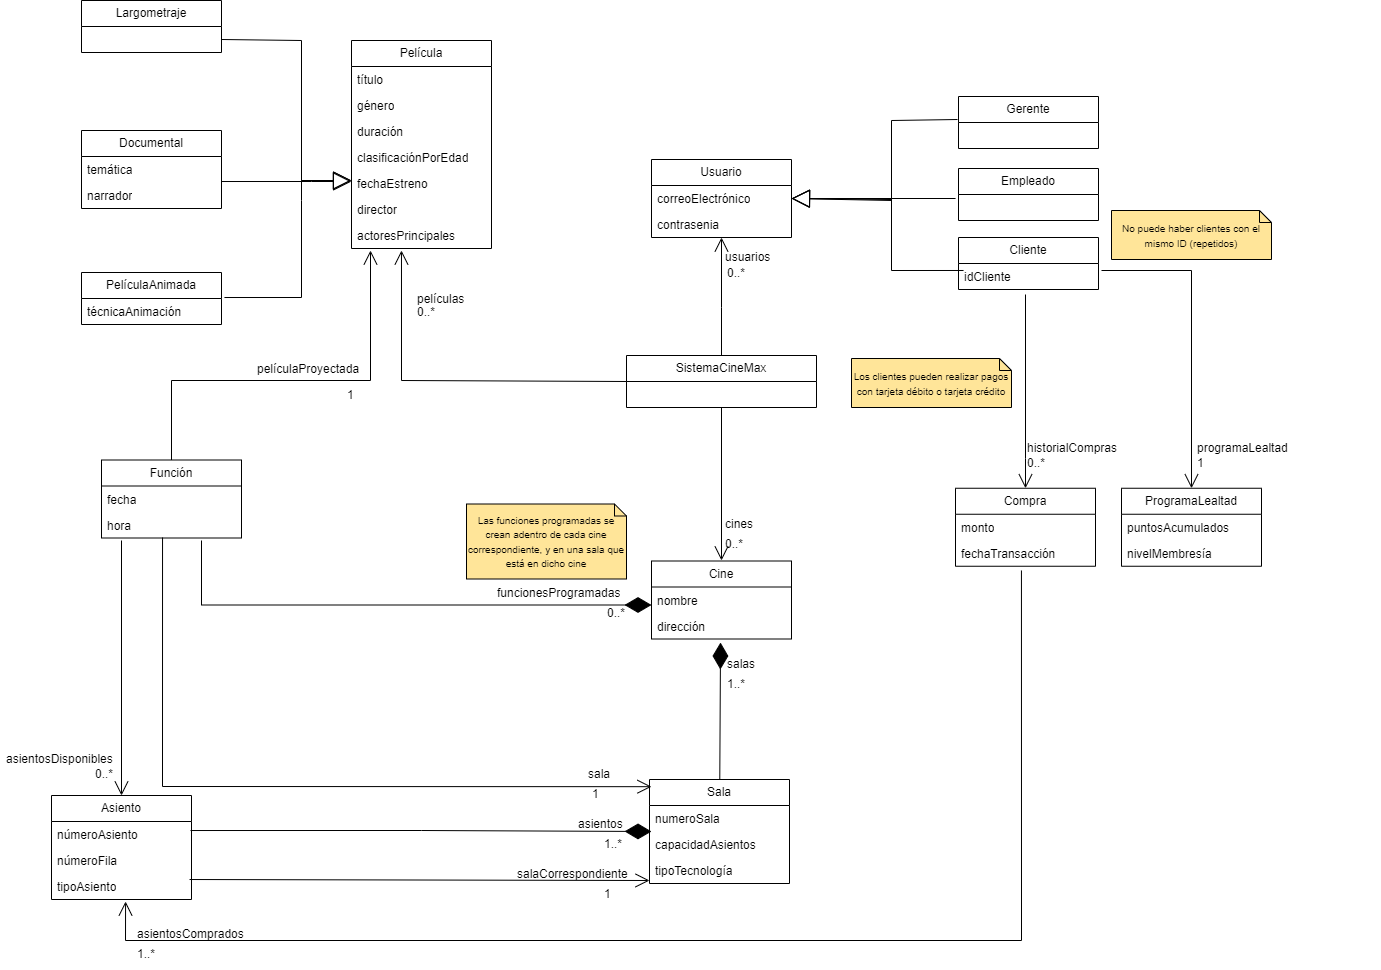 Largometraje
Película
título
género
duración
clasificaciónPorEdad
fechaEstreno
director
actoresPrincipales
Documental
temática
narrador
PelículaAnimada
técnicaAnimación
Usuario
correoElectrónico
contrasenia
Gerente
Empleado
Cliente
idCliente
No puede haber clientes con el
mismo ID (repetidos)
usuarios
0..*
películas
0..*
películaProyectada
1
SistemaCineMax
Los clientes pueden realizar pagos
con tarjeta débito o tarjeta crédito
historialCompras
0..*
programaLealtad
1
Función
fecha
hora
Compra
monto
fechaTransacción
ProgramaLealtad
puntosAcumulados
nivelMembresía
Las funciones programadas se
crean adentro de cada cine
correspondiente, y en una sala que
está en dicho cine
cines
0..*
Cine
nombre
dirección
funcionesProgramadas
0..*
salas
1..*
asientosDisponibles
0..*
sala
1
Asiento
númeroAsiento
númeroFila
tipoAsiento
asientos
1..*
salaCorrespondiente
1
Sala
numeroSala
capacidadAsientos
tipoTecnología
asientosComprados
1..*